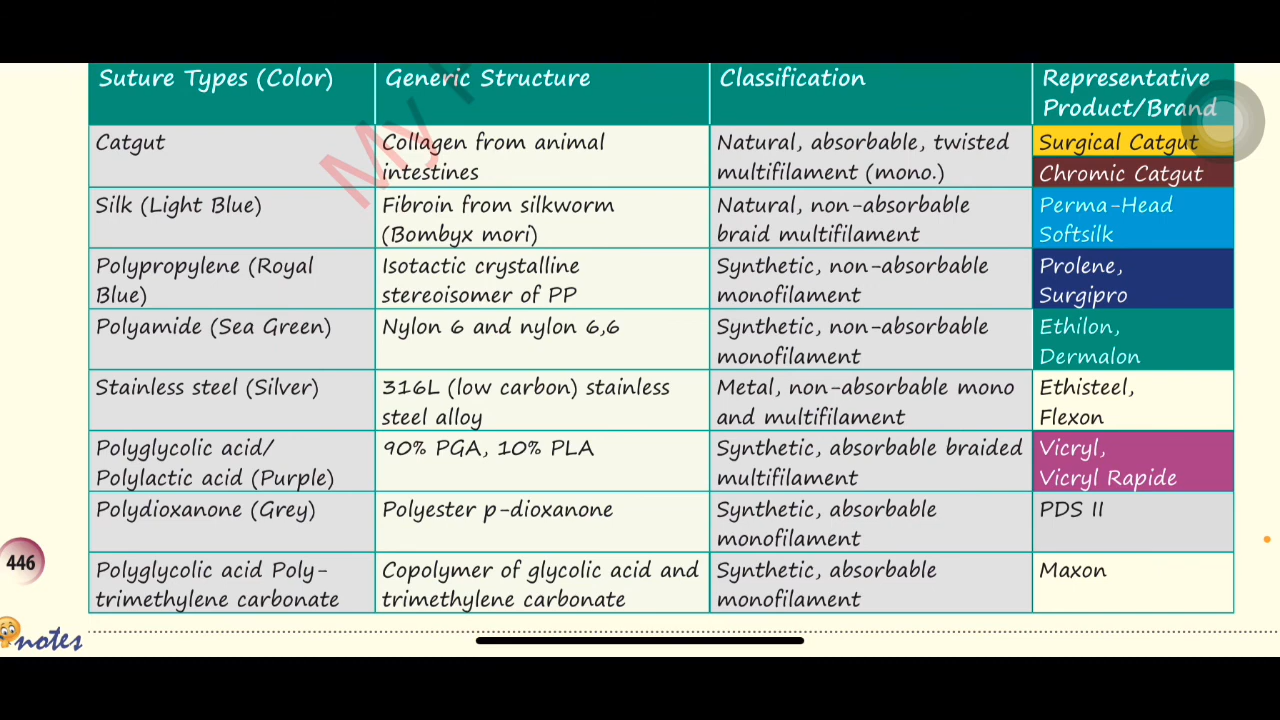 Suture Types (Color) Generic Structure Classification Representative
Product/Brand
Catgut Collagen from animal Natural, absorbable, twisted Surgical Catgut
intestines multifilament (mono.) Chromic Catgut
Silk (Light Blue) Fibroin from silkworm Natural, non-absorbable Perma-Head
(Bombyx mori) braid multifilament Softsilk
Polypropylene (Royal Isotactic crystalline Synthetic, non-absorbable Prolene,
Blue) stereoisomer of PP monofilament Surgipro
Polyamide (Sea Green) Nylon 6 and nylon 6,6 Synthetic, non-absorbable Ethilon,
monofilament Dermalon
Stainless steel (Silver) 316L (low carbon) stainless Metal, non-absorbable mono Ethisteel,
steel alloy and multifilament Flexon
Polyglycolic acid/ 90% PGA, 10% PLA Synthetic, absorbable braided Vicryl,
Polylactic acid (Purple) multifilament Vicryl Rapide
Polydioxanone (Grey) Polyester p-dioxanone Synthetic, absorbable PDS II
monofilament
Polyglycolic acid Poly- Copolymer of glycolic acid and Synthetic, absorbable Maxon
trimethylene carbonate trimethylene carbonate monofilament
446
notes
My